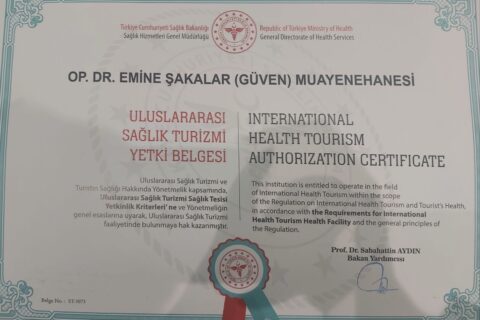 Türkiye Cumhuriyeti Sağlık Bakanlığı
Sağlık Hizmetleri Genel Müdürlüğü
Republic of Türkiye Ministry of Health
General Directorate of Health Services
OP. DR. EMİNE ŞAKALAR (GÜVEN) MUAYENEHANESİ
ULUSLARARASI
SAĞLIK TURİZMİ
YETKİ BELGESİ
INTERNATIONAL
HEALTH TOURISM
AUTHORIZATION CERTIFICATE
Uluslararası Sağlık Turizmi ve
Turistin Sağlığı Hakkında Yönetmelik kapsamında,
Uluslararası Sağlık Turizmi Sağlık Tesisi
Yetkinlik Kriterleri' ne ve Yönetmeliğin
genel esaslarına uyarak, Uluslararası Sağlık Turizmi
faaliyetinde bulunmaya hak kazanmıştır.
This Institution is entitled to operate in the field
of International Health Tourism within the scope
of the Regulation on International Health Tourism and Tourist's Health,
in accordance with the Requirements for International
Health Tourism Health Facility and the general principles of
the Regulation.
Prof. Dr. Sabahattin AYDIN
Bakan Yardımcısı
Belge No.: ST-3073